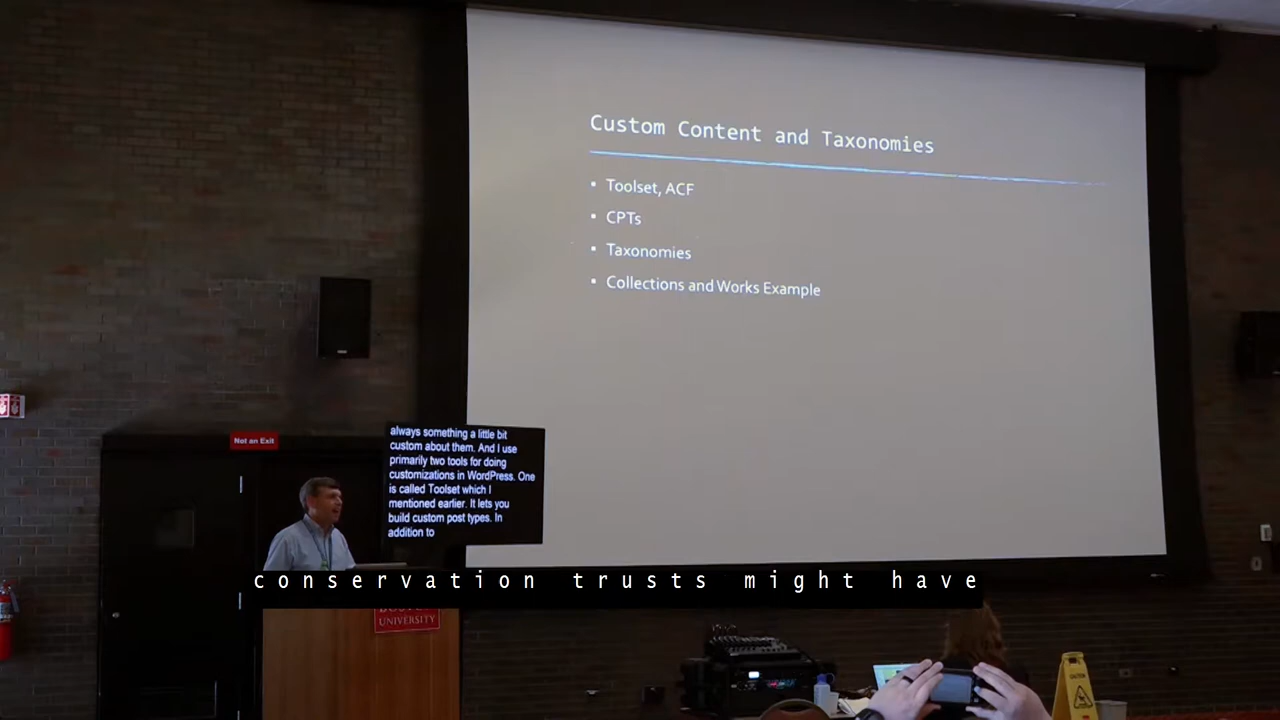 Custom Content and Taxonomies
• Toolset, ACF
• CPTs
• Taxonomies
• Collections and Works Example
Not an Exit
always something a little bit
custom about them. And I use
primarily two tools for doing
customizations in WordPress. One
is called Toolset which I
mentioned earlier. It lets you
build custom post types. In
addition to
conservation trusts might have
UNIVERSITY
CAUTION